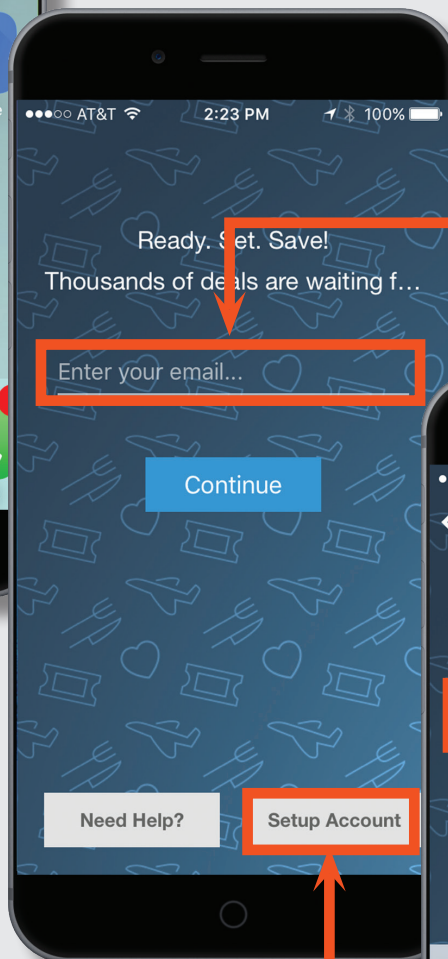 AT&T 2:23 PM 100%
Ready. Set. Save!
Thousands of deals are waiting f...
Enter your email...
Continue
Need Help? Setup Account